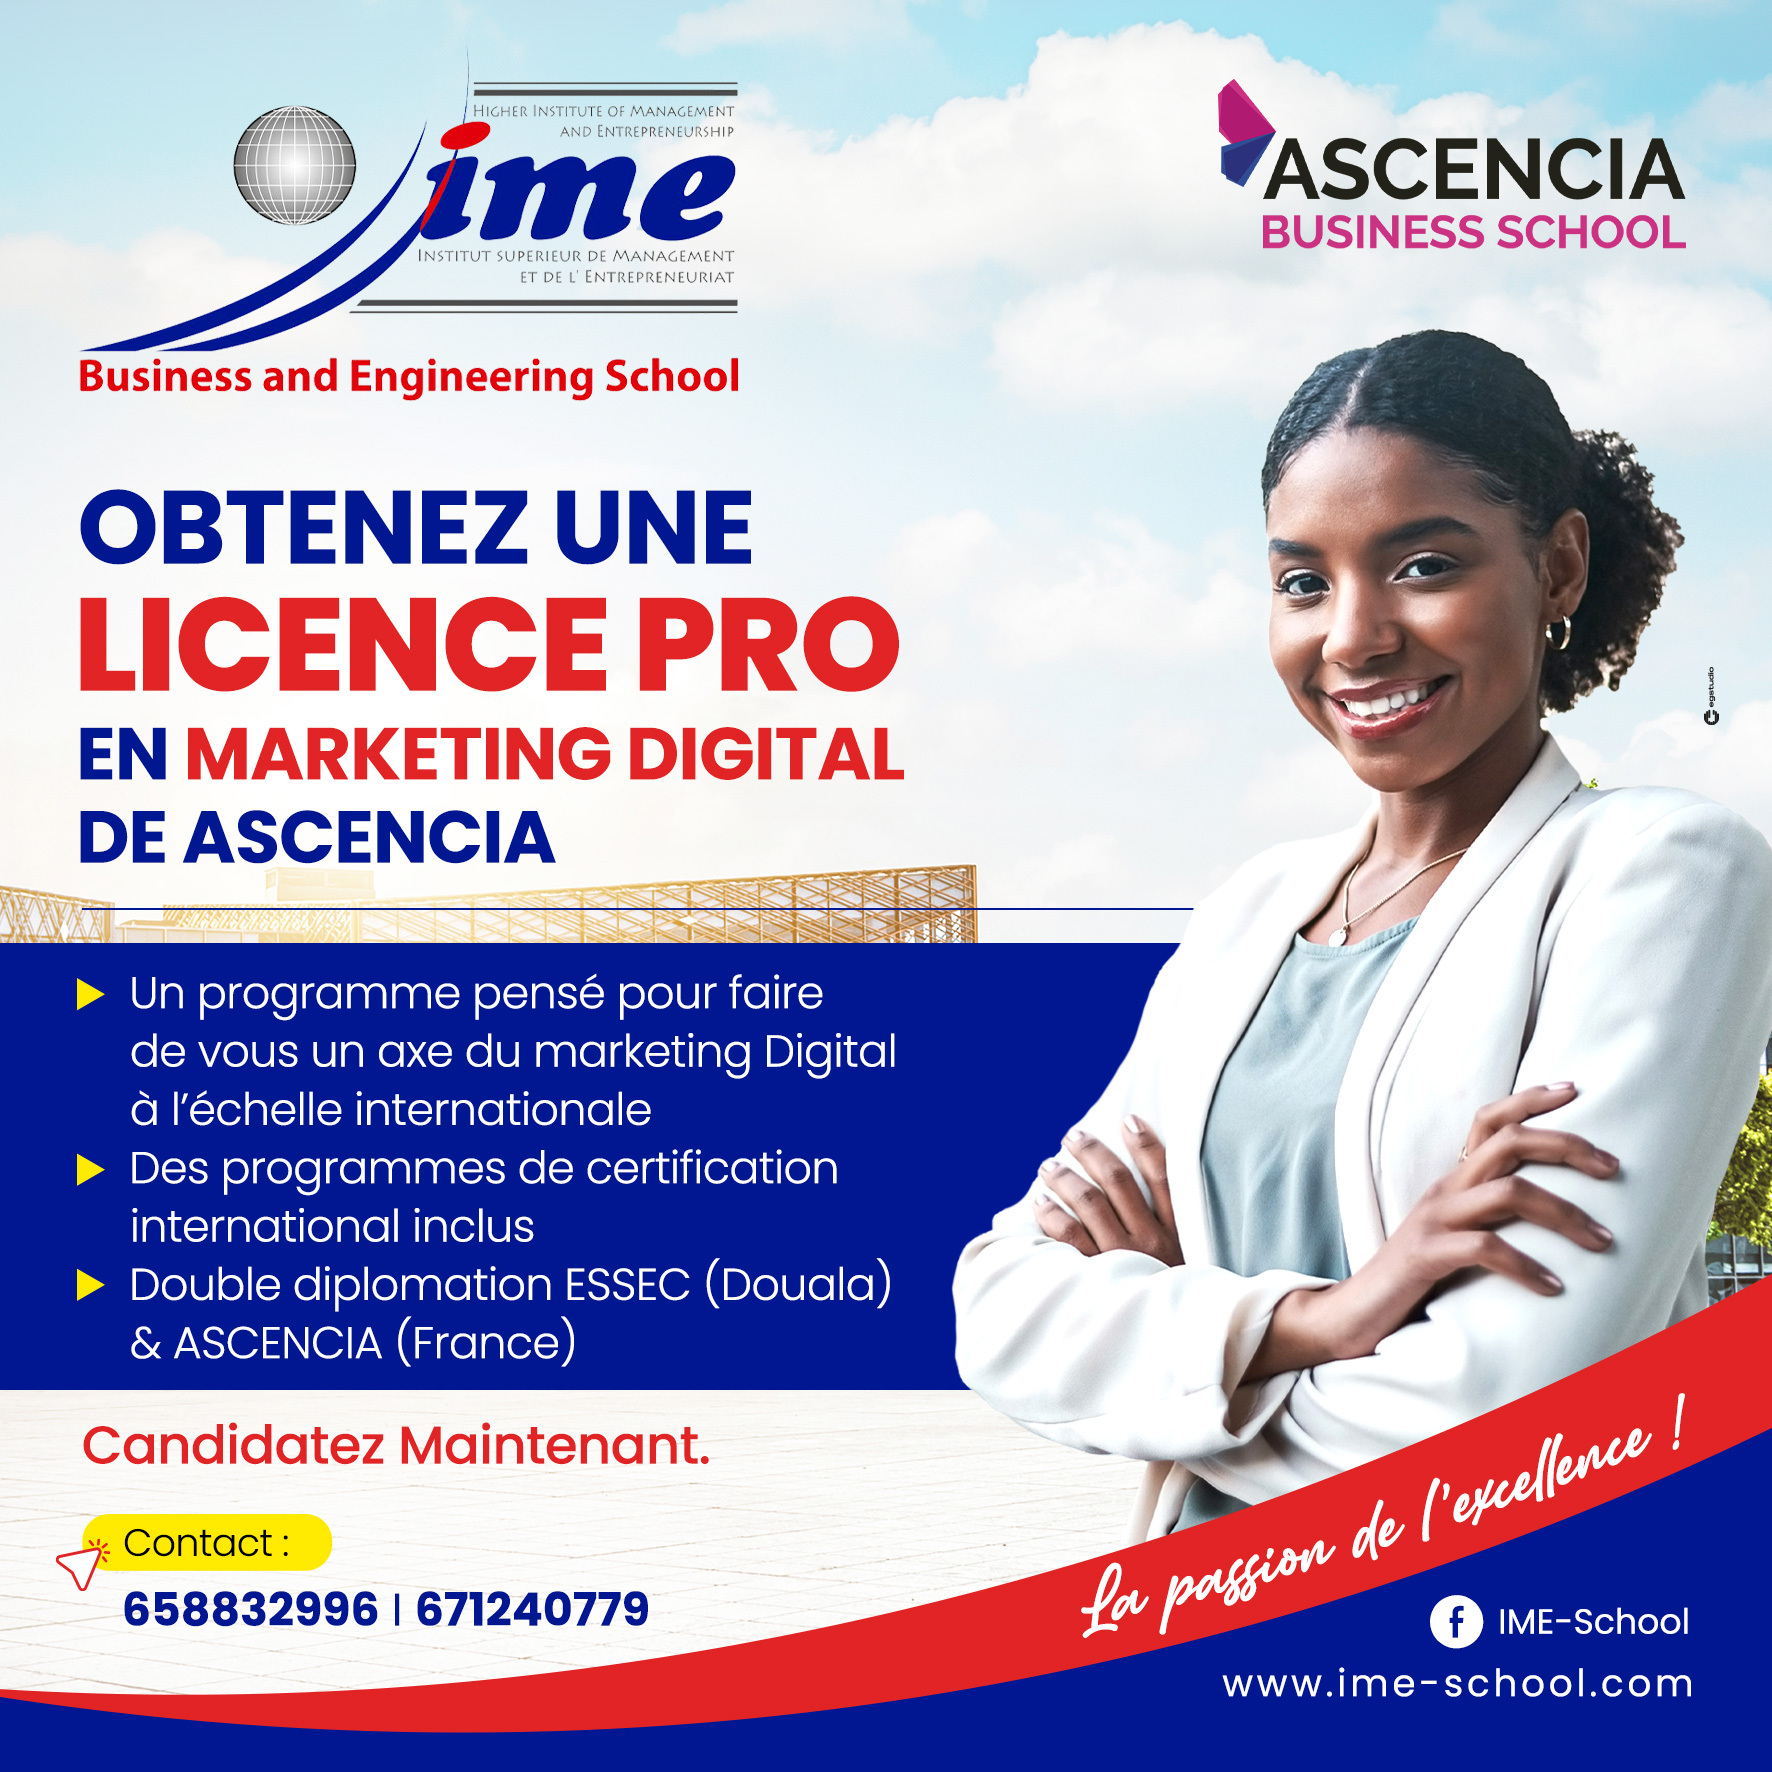 HIGHER INSTITUTE OF MANAGEMENT
AND ENTREPRENEURSHIP
ime
INSTITUT SUPERIEUR DE MANAGEMENT
ET DE L' ENTREPRENEURIAT
Business and Engineering School
ASCENCIA
BUSINESS SCHOOL
OBTENEZ UNE
LICENCE PRO
EN MARKETING DIGITAL
DE ASCENCIA
egstudio
Un programme pensé pour faire
de vous un axe du marketing Digital
à l'échelle internationale
Des programmes de certification
international inclus
Double diplomation ESSEC (Douala)
& ASCENCIA (France)
Candidatez Maintenant.
Contact :
658832996 | 671240779
La passion de l'excellence !
IME-School
www.ime-school.com